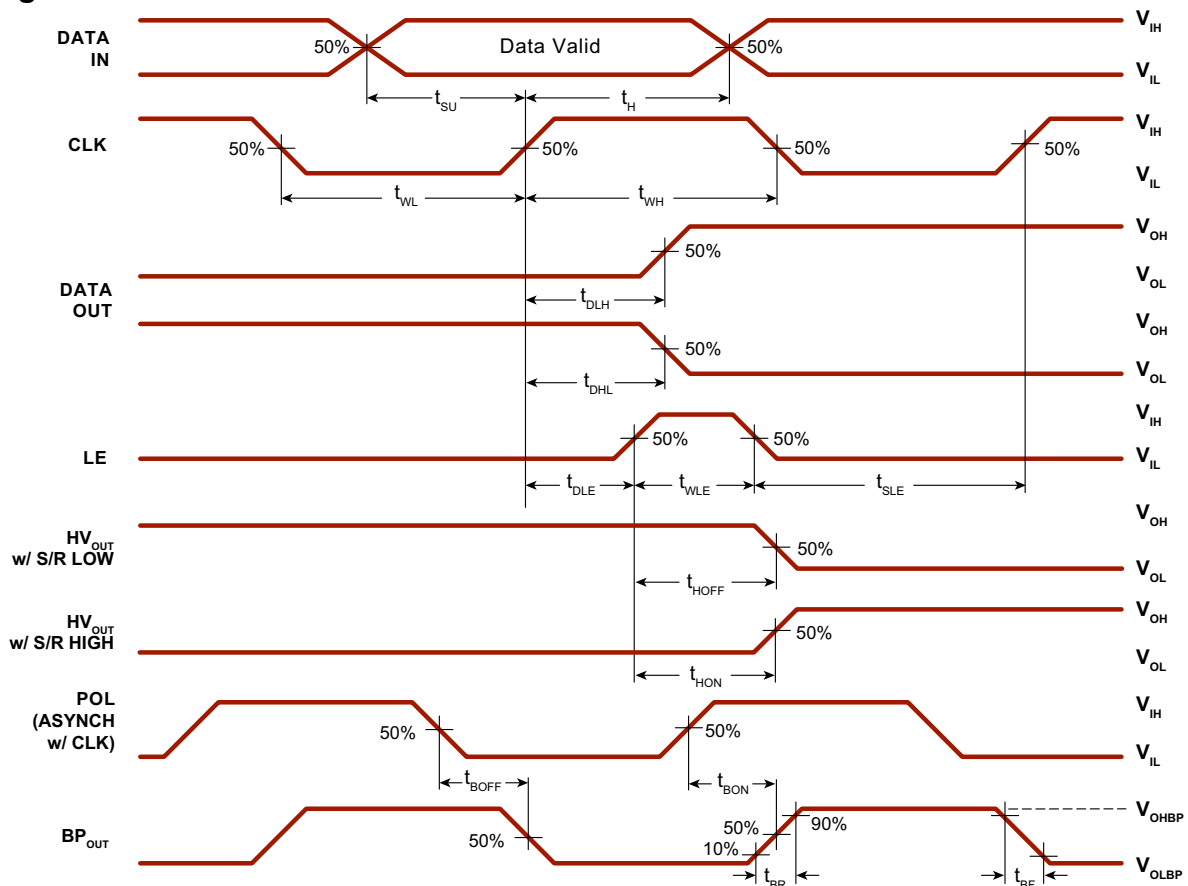 DATA
IN
50%
Data Valid
50%
V_IH
V_IL
t_SU
t_H
CLK
50%
50%
50%
50%
V_IH
V_IL
t_WL
t_WH
DATA
OUT
50%
V_OH
V_OL
t_DLH
50%
V_OH
V_OL
t_DHL
LE
50%
50%
V_IH
V_IL
t_DLE
t_WLE
t_SLE
HV_OUT
w/ S/R LOW
50%
V_OH
V_OL
t_HOFF
HV_OUT
w/ S/R HIGH
50%
V_OH
V_OL
t_HON
POL
(ASYNCH
w/ CLK)
50%
50%
V_IH
V_IL
t_BOFF
t_BON
BP_OUT
50%
50%
10%
90%
V_OHBP
V_OLBP
t_BR
t_BF